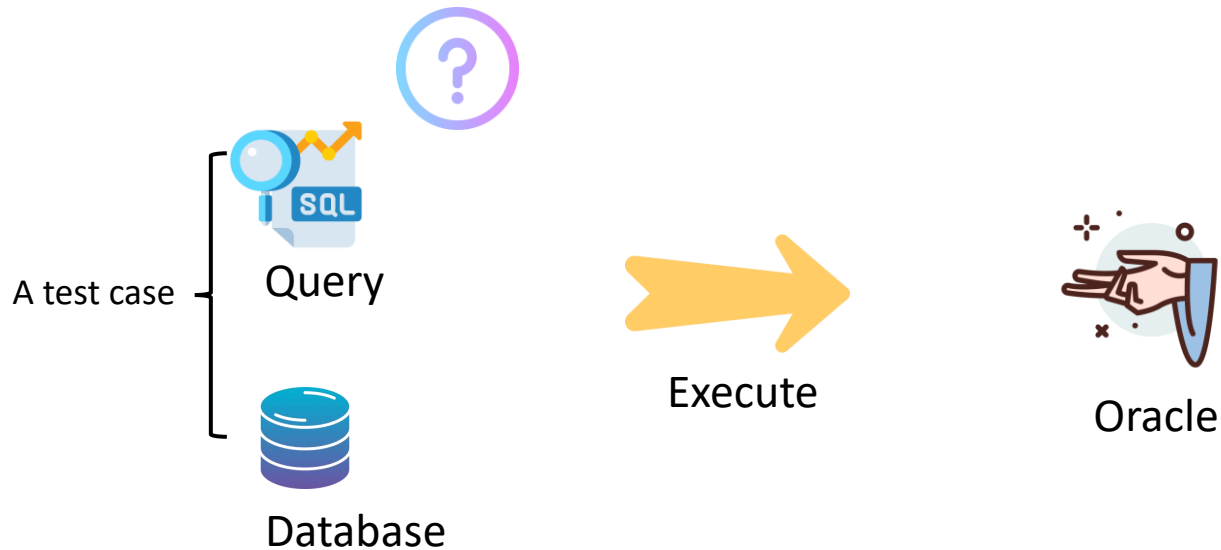 ?
SQL
Query
A test case
Execute
Oracle
Database